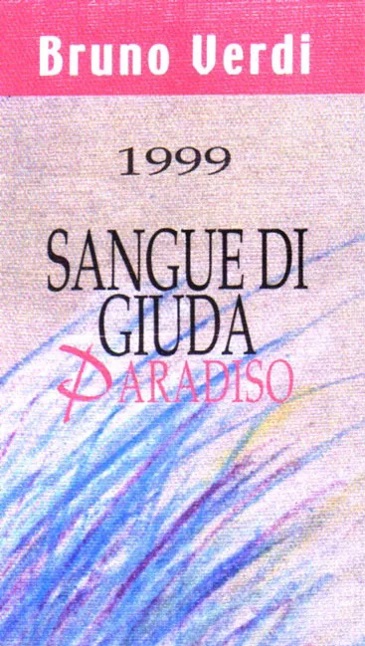 Bruno Verdi
1999
SANGUE DI
GIUDA
PARADISO